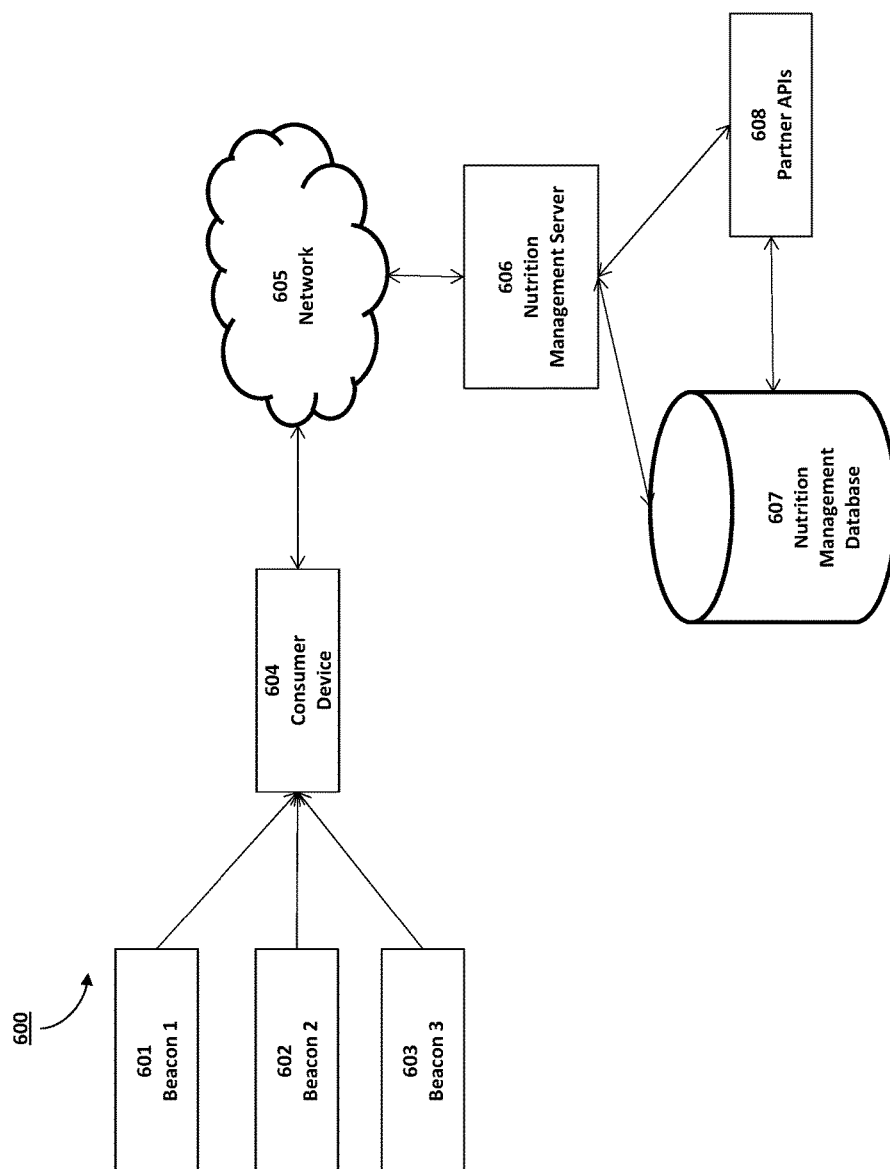 600
601
Beacon 1
602
Beacon 2
603
Beacon 3
604
Consumer
Device
605
Network
606
Nutrition
Management Server
607
Nutrition
Management
Database
608
Partner APIs